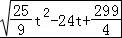 √(25/9 t² - 24t + 299/4)